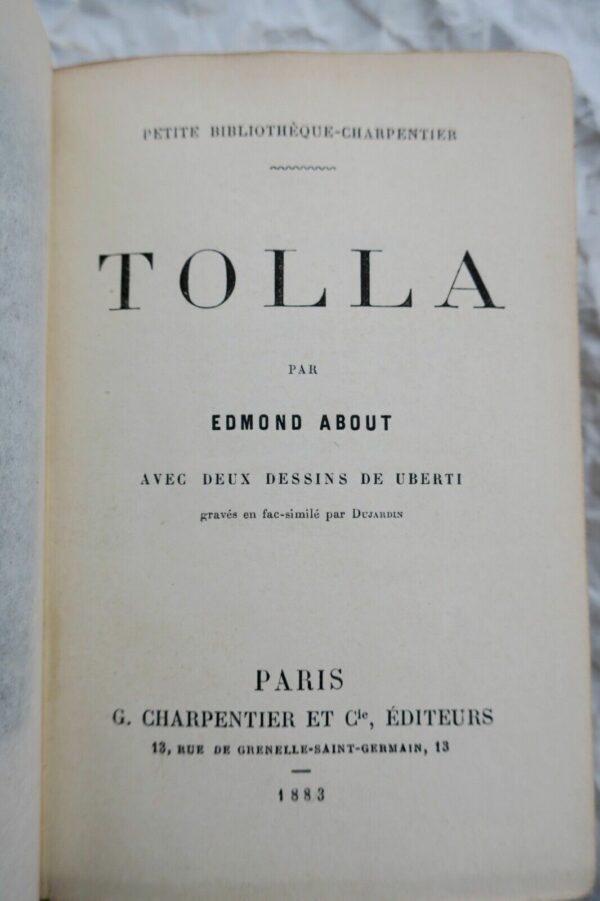 PETITE BIBLIOTHÈQUE-CHARPENTIER
TOLLA
PAR
EDMOND ABOUT
AVEC DEUX DESSINS DE UBERTI
gravés en fac-similé par DUJARDIN
PARIS
G. CHARPENTIER ET Cie, ÉDITEURS
13, RUE DE GRENELLE-SAINT-GERMAIN, 13
1883